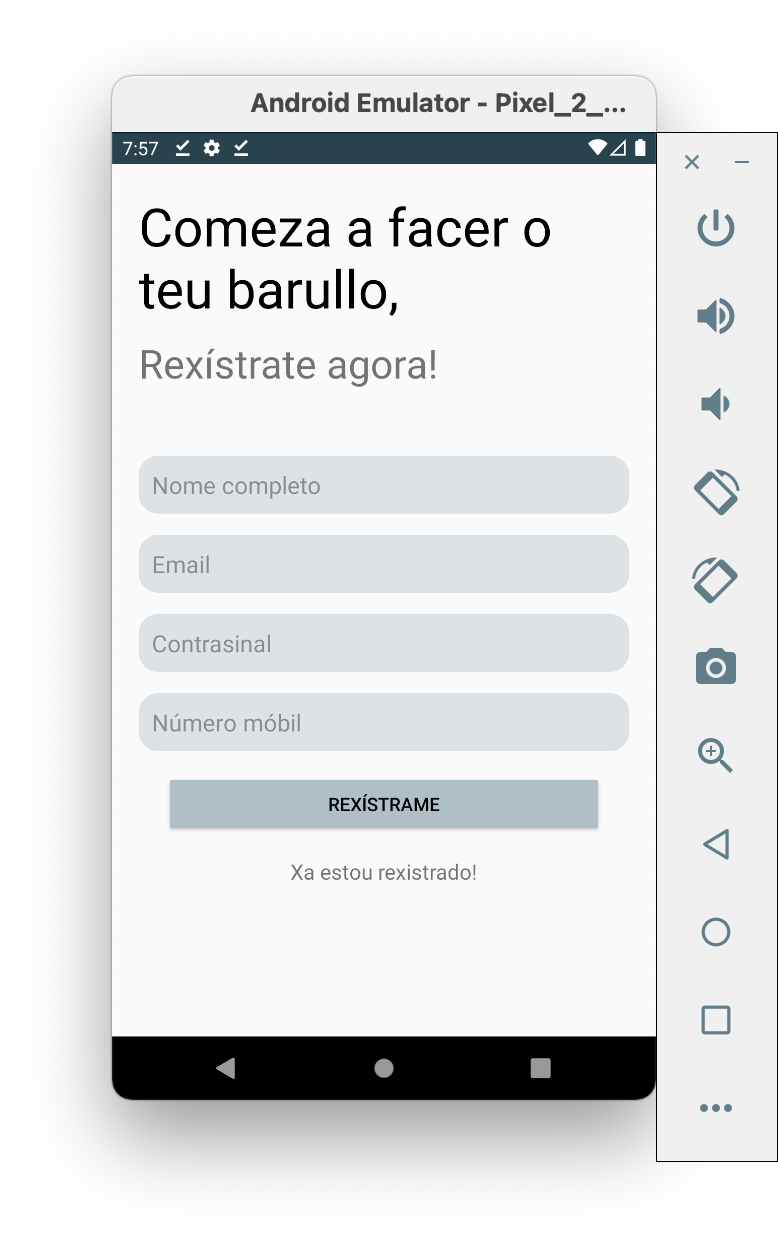 Android Emulator - Pixel_2_...
7:57
Comeza a facer o
teu barullo,
Rexístrate agora!
Nome completo
Email
Contrasinal
Número móbil
REXÍSTRAME
Xa estou rexistrado!